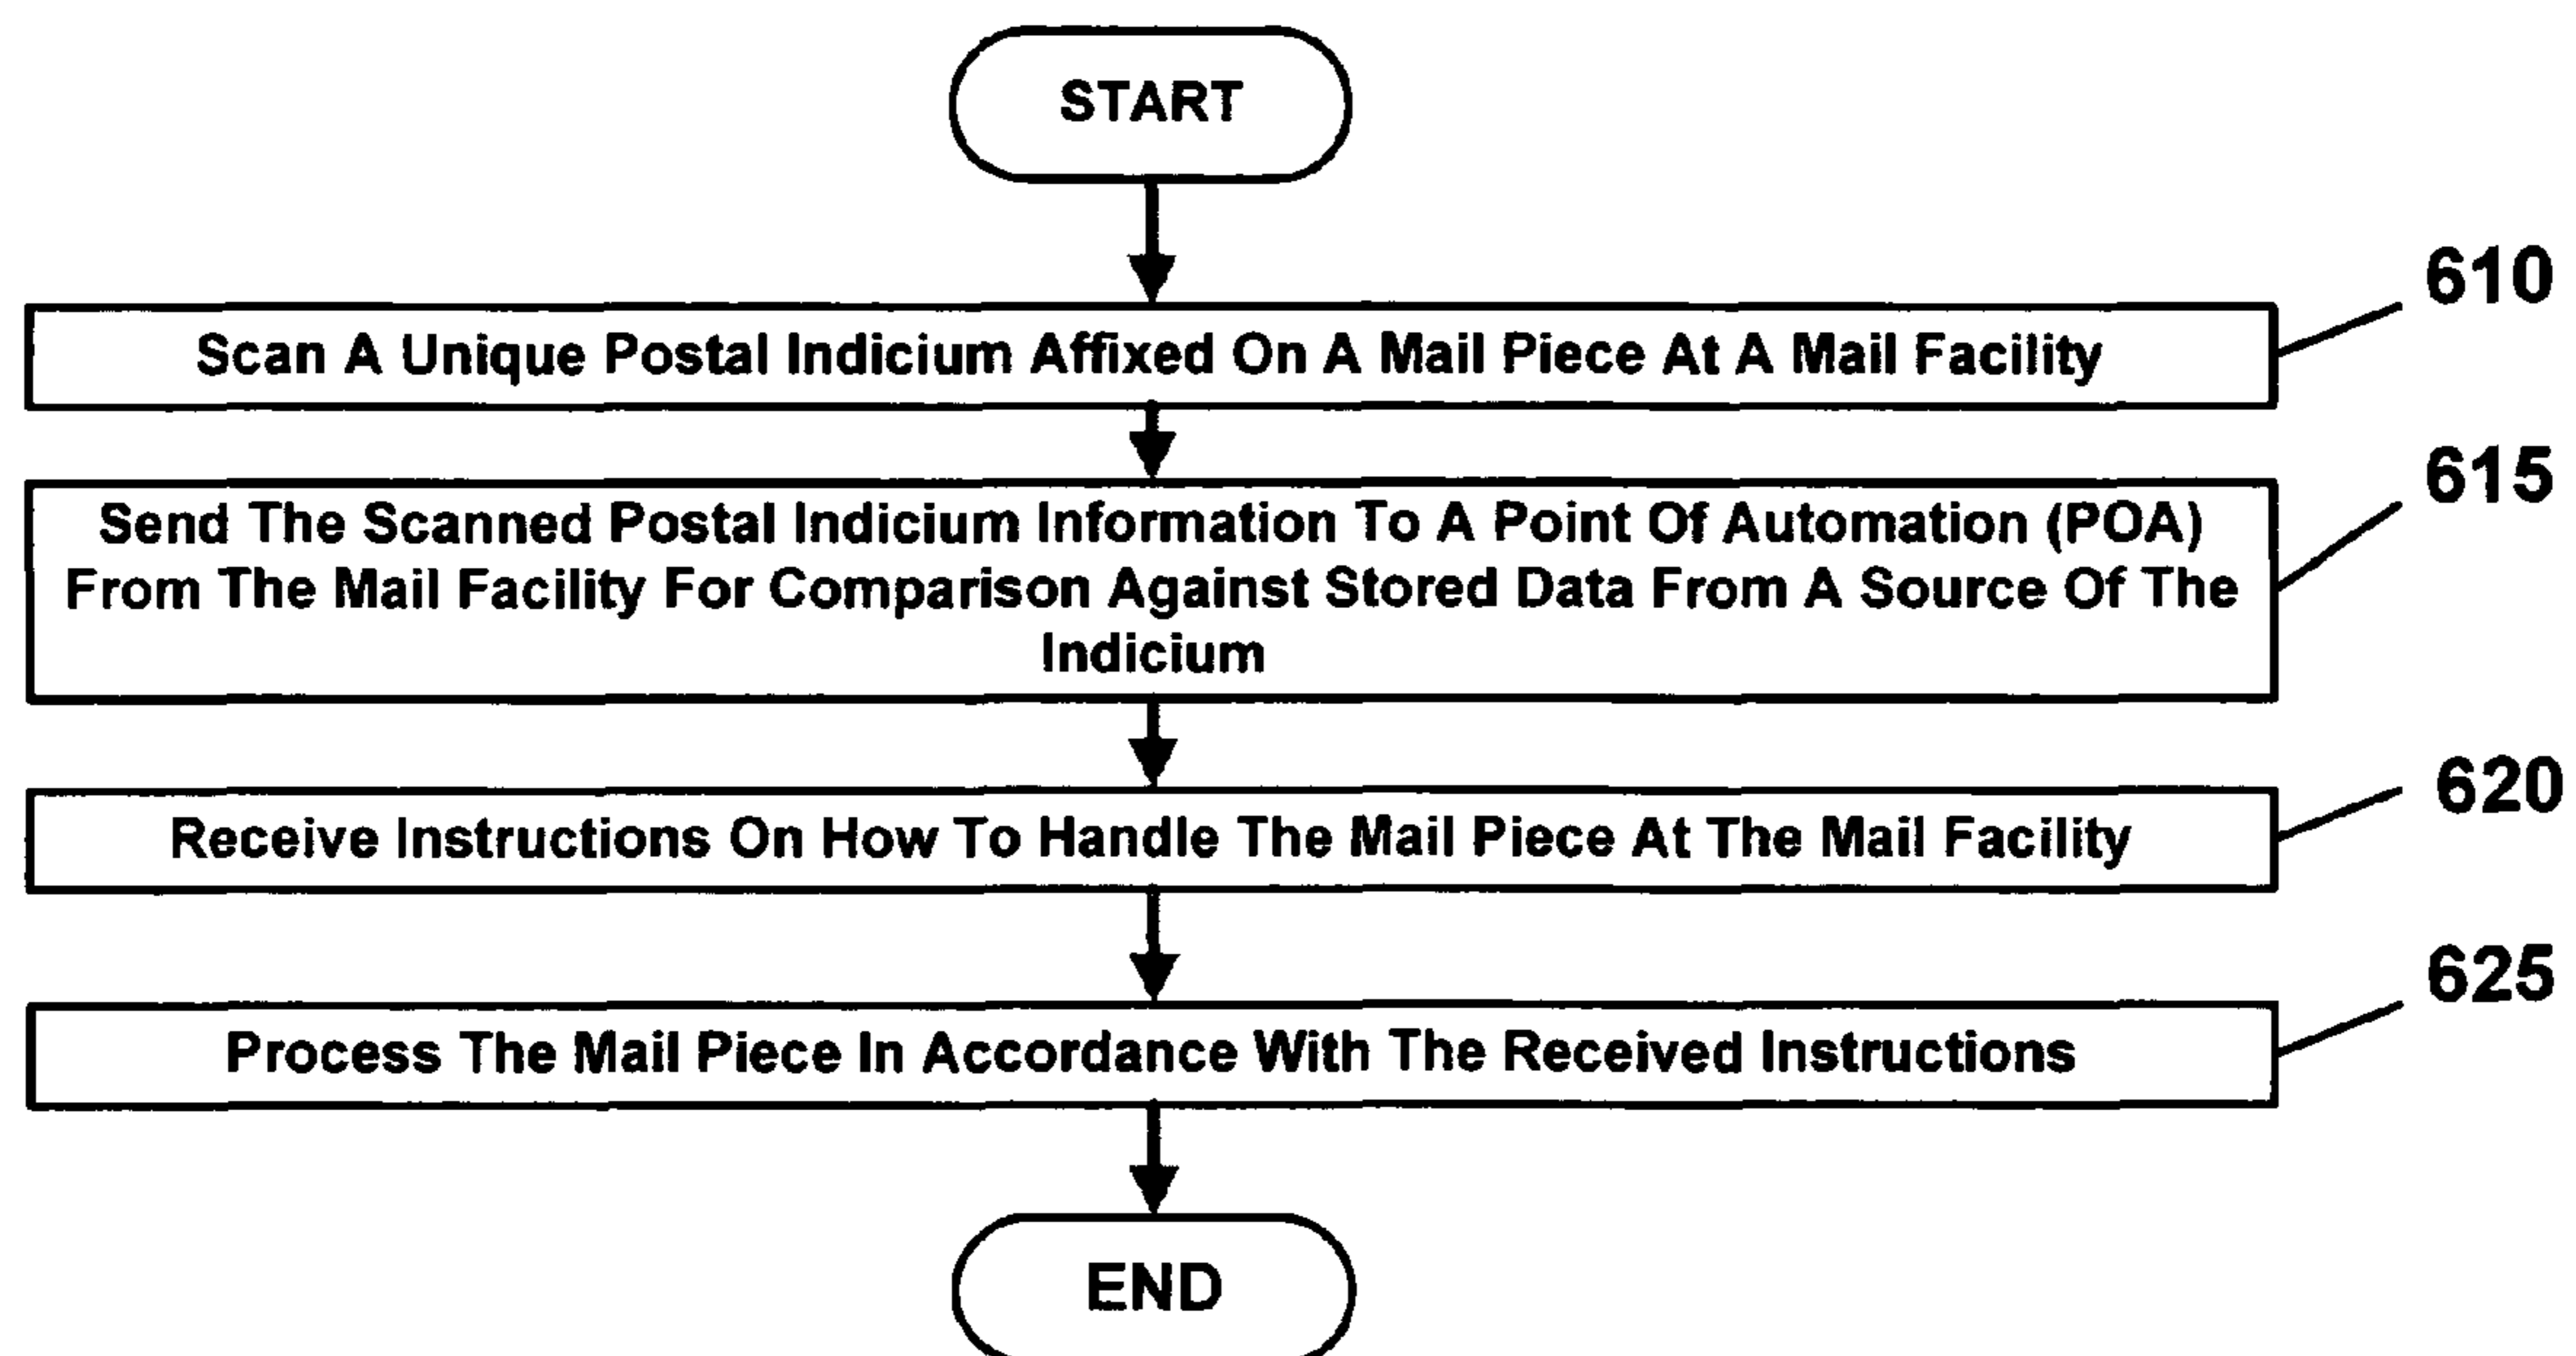 START
610
Scan A Unique Postal Indicium Affixed On A Mail Piece At A Mail Facility
615
Send The Scanned Postal Indicium Information To A Point Of Automation (POA)
From The Mail Facility For Comparison Against Stored Data From A Source Of The
Indicium
620
Receive Instructions On How To Handle The Mail Piece At The Mail Facility
625
Process The Mail Piece In Accordance With The Received Instructions
END